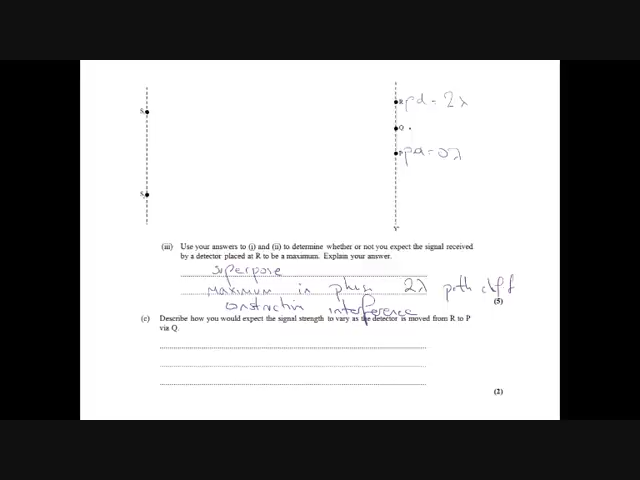 S₁
R pd = 2λ
Q
P pd = 0λ
S₂
(iii) Use your answers to (i) and (ii) to determine whether or not you expect the signal received
by a detector placed at R to be a maximum. Explain your answer.
superpose
maximum in phase 2λ path diff
constructive interference
(5)
(c) Describe how you would expect the signal strength to vary as the detector is moved from R to P
via Q.
(2)